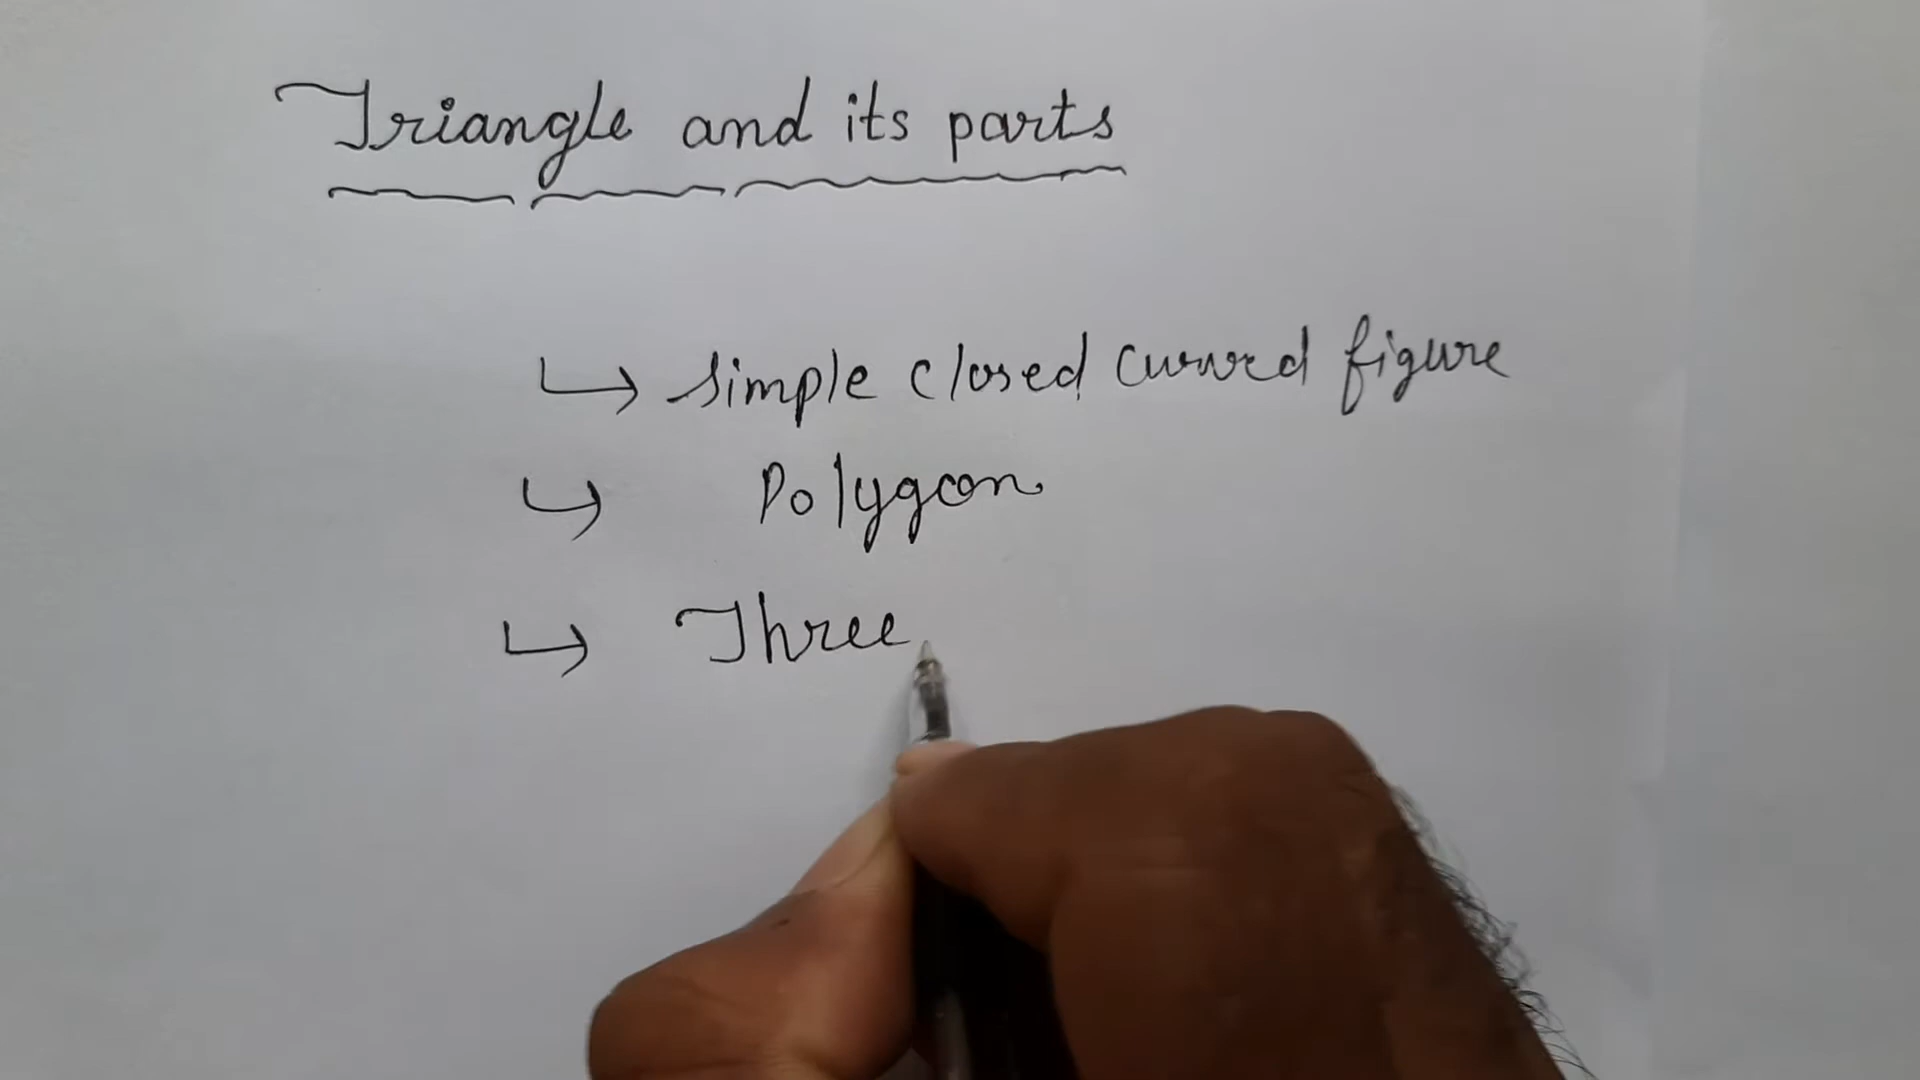 Triangle and its parts
↳ Simple closed curved figure
↳ Polygon
↳ Three